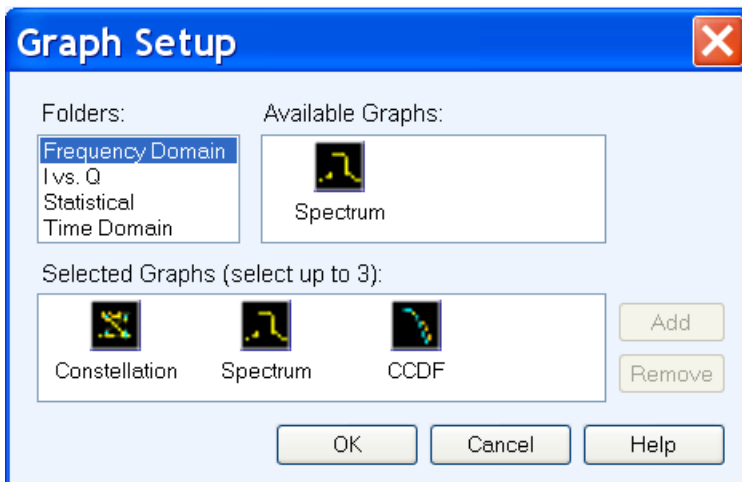 Graph Setup
Folders:
Available Graphs:
Frequency Domain
I vs. Q
Statistical
Time Domain
Spectrum
Selected Graphs (select up to 3):
Constellation
Spectrum
CCDF
Add
Remove
OK
Cancel
Help